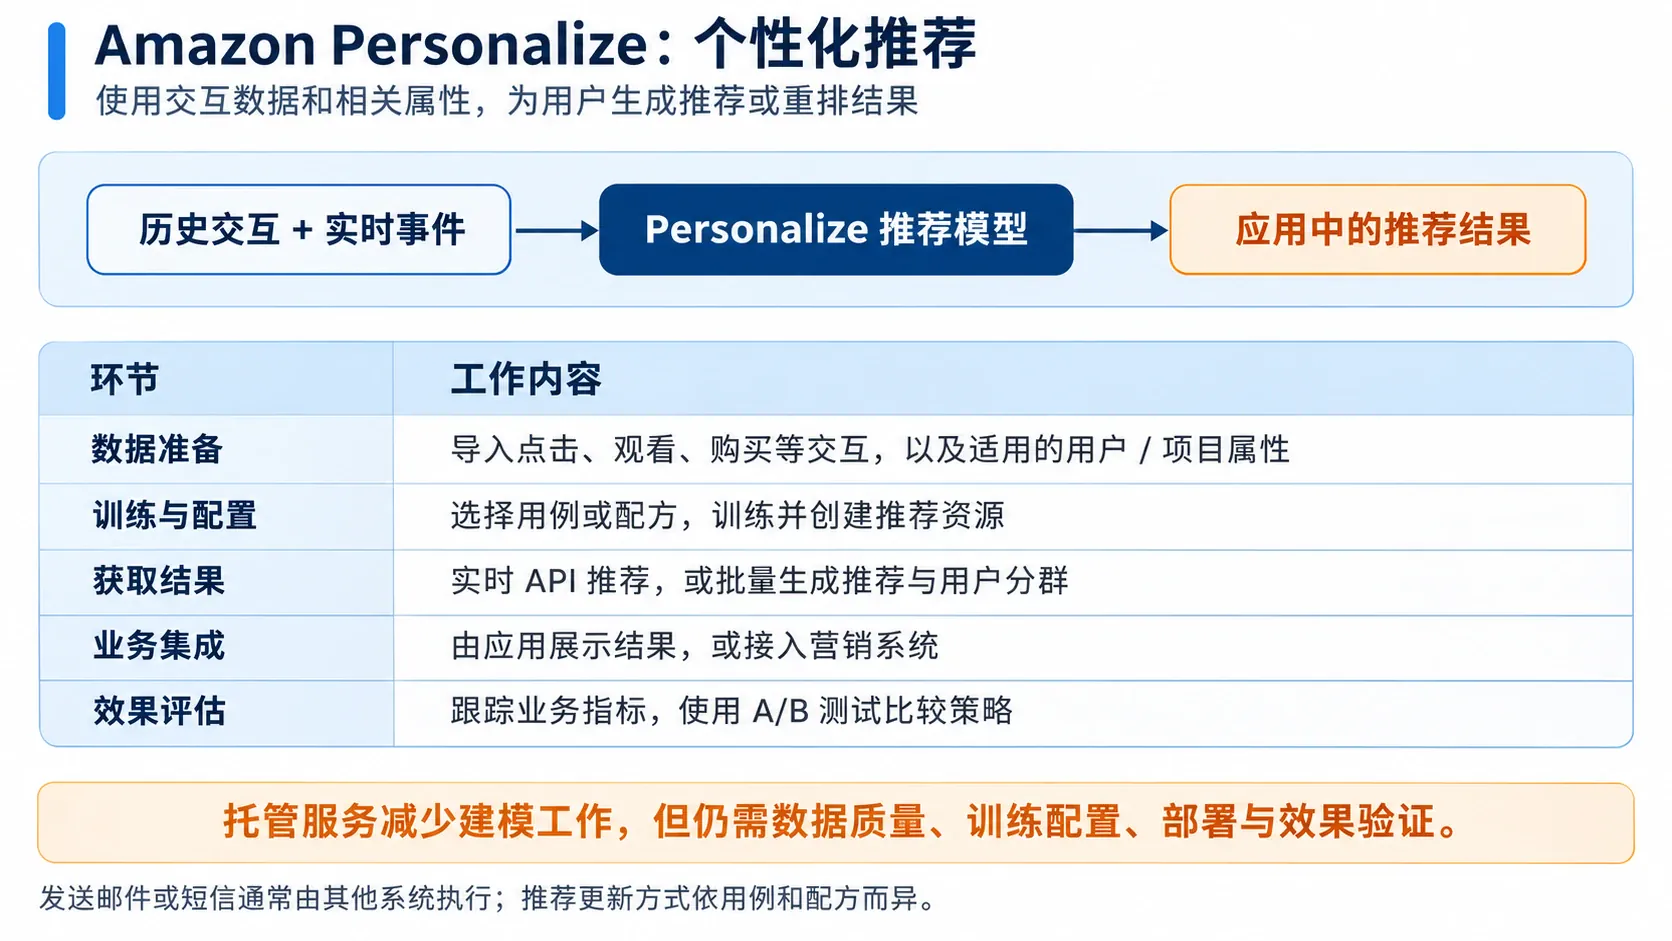 Amazon Personalize：个性化推荐
使用交互数据和相关属性，为用户生成推荐或重排结果
历史交互 + 实时事件
Personalize 推荐模型
应用中的推荐结果
环节 工作内容
数据准备 导入点击、观看、购买等交互，以及适用的用户 / 项目属性
训练与配置 选择用例或配方，训练并创建推荐资源
获取结果 实时 API 推荐，或批量生成推荐与用户分群
业务集成 由应用展示结果，或接入营销系统
效果评估 跟踪业务指标，使用 A/B 测试比较策略
托管服务减少建模工作，但仍需数据质量、训练配置、部署与效果验证。
发送邮件或短信通常由其他系统执行；推荐更新方式依用例和配方而异。